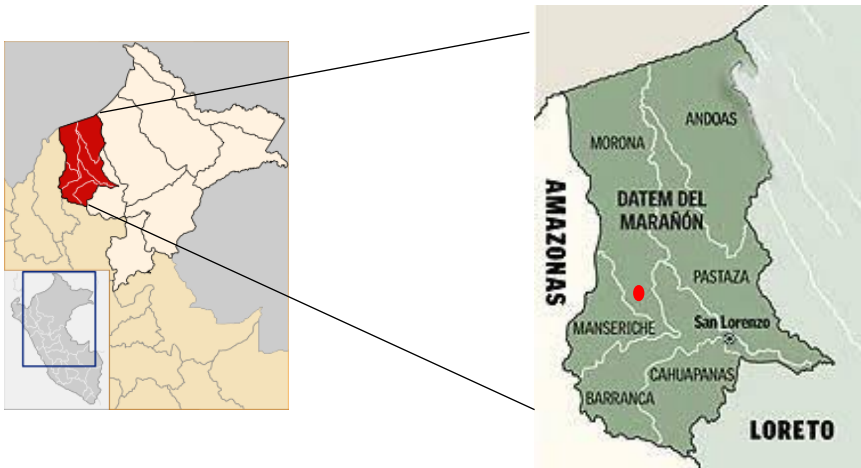 ANDOAS
MORONA
AMAZONAS
DATEM DEL
MARAÑÓN
PASTAZA
MANSERICHE
San Lorenzo
CAHUAPANAS
BARRANCA
LORETO